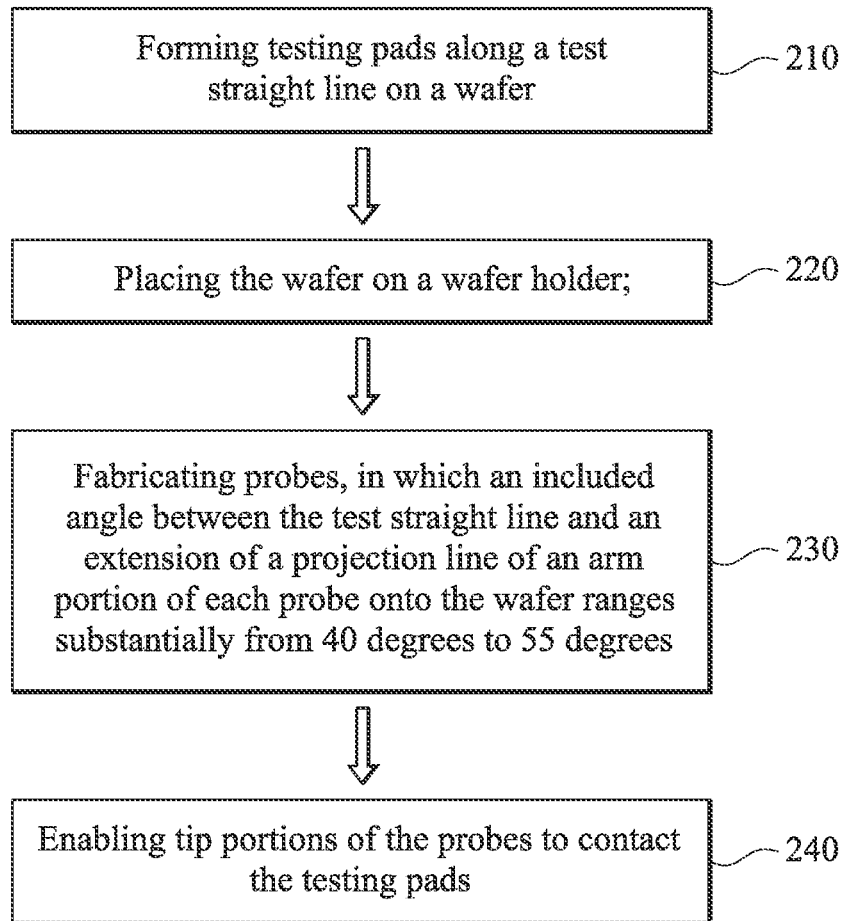 Forming testing pads along a test
straight line on a wafer
210
Placing the wafer on a wafer holder;
220
Fabricating probes, in which an included
angle between the test straight line and an
extension of a projection line of an arm
portion of each probe onto the wafer ranges
substantially from 40 degrees to 55 degrees
230
Enabling tip portions of the probes to contact
the testing pads
240